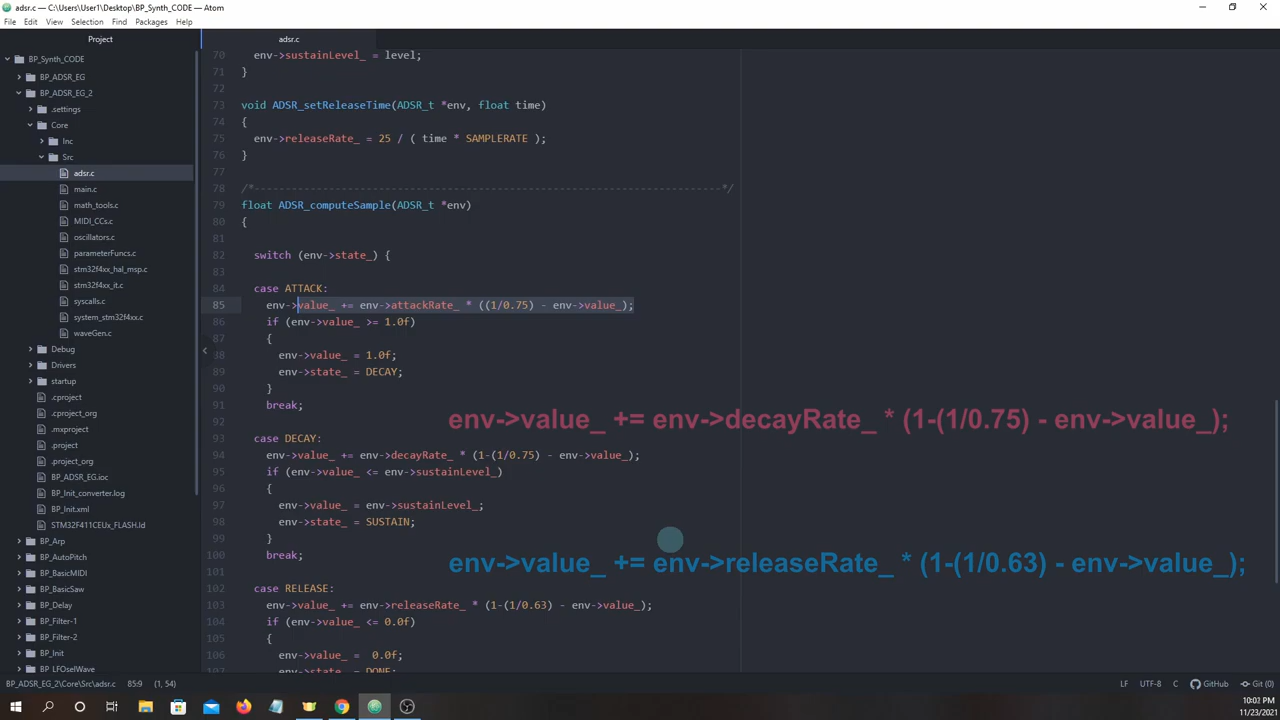 adsr.c — C:\Users\User1\Desktop\BP_Synth_CODE — Atom
File Edit View Selection Find Packages Help
Project
BP_Synth_CODE
BP_ADSR_EG
BP_ADSR_EG_2
.settings
Core
Inc
Src
adsr.c
main.c
math_tools.c
MIDI_CCs.c
oscillators.c
parameterFuncs.c
stm32f4xx_hal_msp.c
stm32f4xx_it.c
syscalls.c
system_stm32f4xx.c
waveGen.c
Debug
Drivers
startup
.cproject
.cproject_org
.mxproject
.project
.project_org
BP_ADSR_EG.ioc
BP_Init_converter.log
BP_Init.xml
STM32F411CEUx_FLASH.ld
BP_Arp
BP_AutoPitch
BP_BasicMIDI
BP_BasicSaw
BP_Delay
BP_Filter-1
BP_Filter-2
BP_Init
BP_LFOselWave
adsr.c
70 env->sustainLevel_ = level;
71 }
72
73 void ADSR_setReleaseTime(ADSR_t *env, float time)
74 {
75 env->releaseRate_ = 25 / ( time * SAMPLERATE );
76 }
77
78 /*---------------------------------------------------------------------------*/
79 float ADSR_computeSample(ADSR_t *env)
80 {
81
82 switch (env->state_) {
83
84 case ATTACK:
85 env->value_ += env->attackRate_ * ((1/0.75) - env->value_);
86 if (env->value_ >= 1.0f)
87 {
88 env->value_ = 1.0f;
89 env->state_ = DECAY;
90 }
91 break;
env->value_ += env->decayRate_ * (1-(1/0.75) - env->value_);
92
93 case DECAY:
94 env->value_ += env->decayRate_ * (1-(1/0.75) - env->value_);
95 if (env->value_ <= env->sustainLevel_)
96 {
97 env->value_ = env->sustainLevel_;
98 env->state_ = SUSTAIN;
99 }
100 break;
env->value_ += env->releaseRate_ * (1-(1/0.63) - env->value_);
101
102 case RELEASE:
103 env->value_ += env->releaseRate_ * (1-(1/0.63) - env->value_);
104 if (env->value_ <= 0.0f)
105 {
106 env->value_ = 0.0f;
107 env->state_ = DONE;
BP_ADSR_EG_2\Core\Src\adsr.c 85:9 (1, 54)
LF UTF-8 C GitHub Git (0)
10:02 PM
11/23/2021